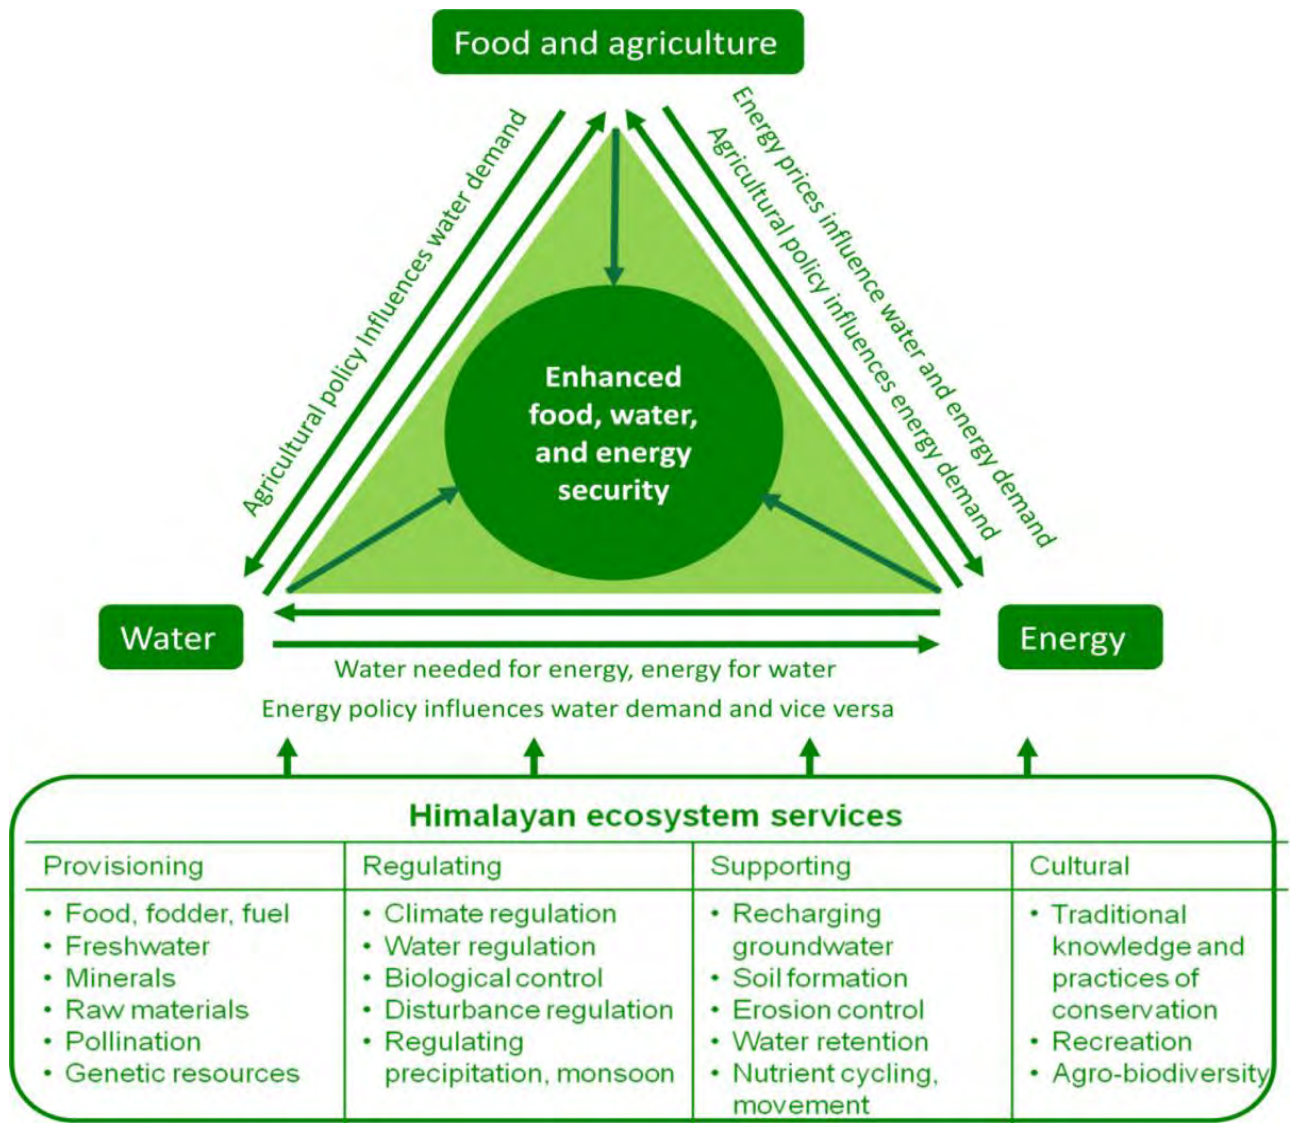 Food and agriculture
Agricultural policy Influences water demand
Energy prices influence water and energy demand
Agricultural policy influences energy demand
Enhanced
food, water,
and energy
security
Water
Energy
Water needed for energy, energy for water
Energy policy influences water demand and vice versa
Himalayan ecosystem services
Provisioning
• Food, fodder, fuel
• Freshwater
• Minerals
• Raw materials
• Pollination
• Genetic resources
Regulating
• Climate regulation
• Water regulation
• Biological control
• Disturbance regulation
• Regulating
precipitation, monsoon
Supporting
• Recharging
groundwater
• Soil formation
• Erosion control
• Water retention
• Nutrient cycling,
movement
Cultural
• Traditional
knowledge and
practices of
conservation
• Recreation
• Agro-biodiversity